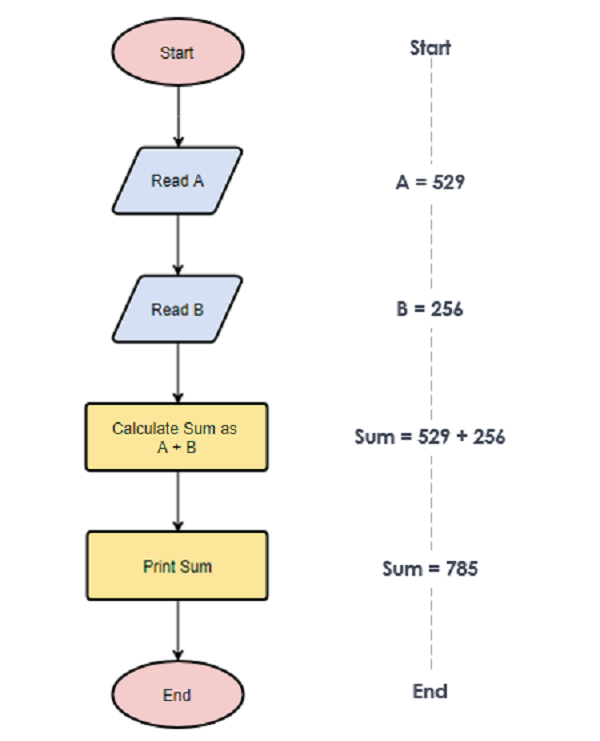 Start
Read A
Read B
Calculate Sum as
A + B
Print Sum
End
Start
A = 529
B = 256
Sum = 529 + 256
Sum = 785
End